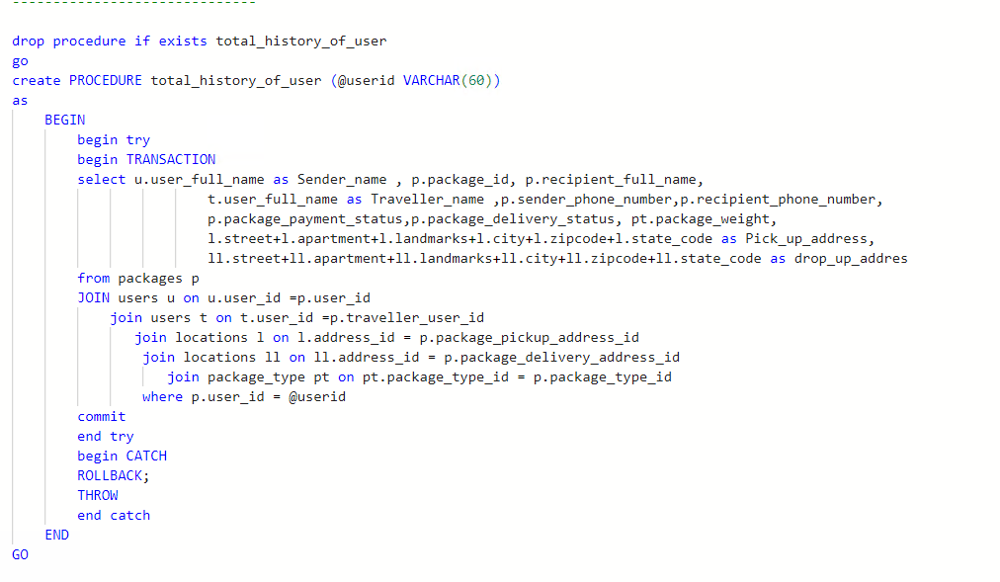 ------------------------------
drop procedure if exists total_history_of_user
go
create PROCEDURE total_history_of_user (@userid VARCHAR(60))
as
BEGIN
begin try
begin TRANSACTION
select u.user_full_name as Sender_name , p.package_id, p.recipient_full_name,
t.user_full_name as Traveller_name ,p.sender_phone_number,p.recipient_phone_number,
p.package_payment_status,p.package_delivery_status, pt.package_weight,
l.street+l.apartment+l.landmarks+l.city+l.zipcode+l.state_code as Pick_up_address,
ll.street+ll.apartment+ll.landmarks+ll.city+ll.zipcode+ll.state_code as drop_up_addres
from packages p
JOIN users u on u.user_id =p.user_id
join users t on t.user_id =p.traveller_user_id
join locations l on l.address_id = p.package_pickup_address_id
join locations ll on ll.address_id = p.package_delivery_address_id
join package_type pt on pt.package_type_id = p.package_type_id
where p.user_id = @userid
commit
end try
begin CATCH
ROLLBACK;
THROW
end catch
END
GO